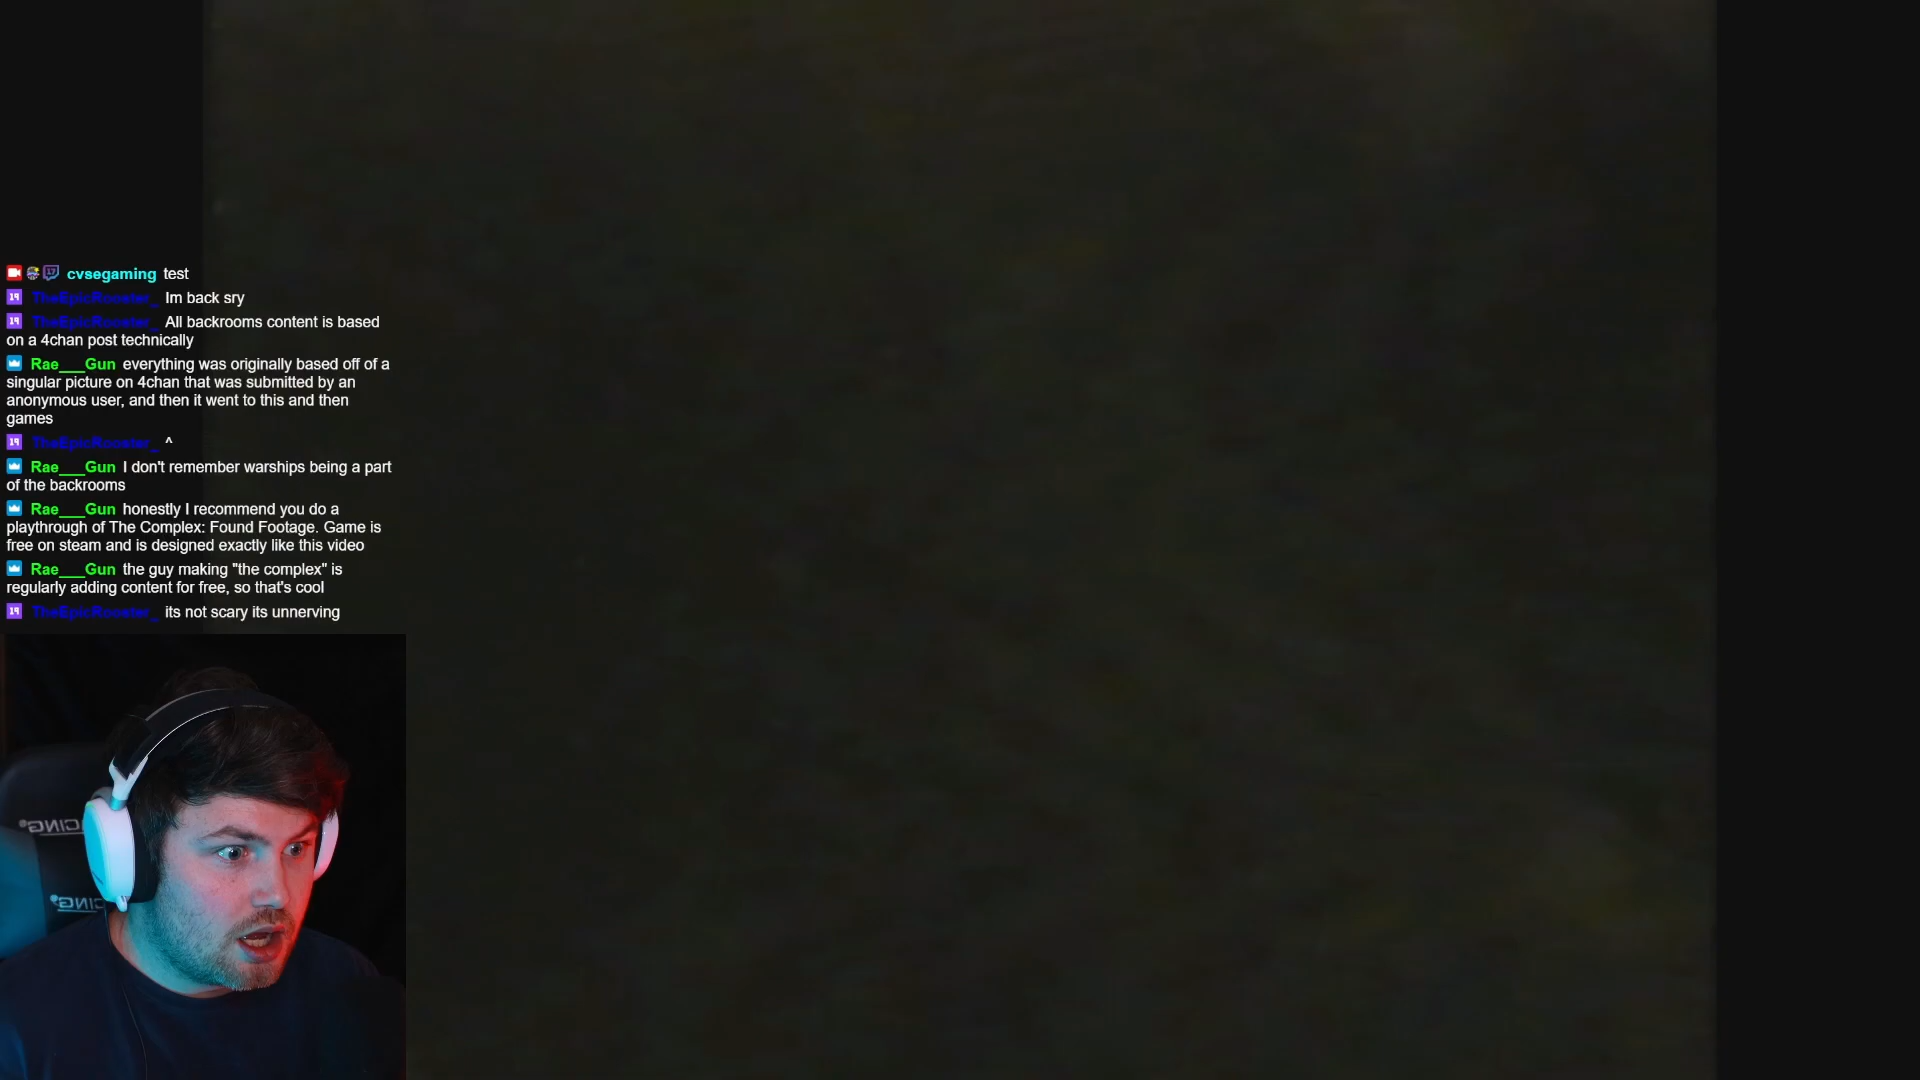 cvsegaming test
TheEpicRooster_ Im back sry
TheEpicRooster_ All backrooms content is based
on a 4chan post technically
Rae___Gun everything was originally based off of a
singular picture on 4chan that was submitted by an
anonymous user, and then it went to this and then
games
TheEpicRooster_ ^
Rae___Gun I don't remember warships being a part
of the backrooms
Rae___Gun honestly I recommend you do a
playthrough of The Complex: Found Footage. Game is
free on steam and is designed exactly like this video
Rae___Gun the guy making "the complex" is
regularly adding content for free, so that's cool
TheEpicRooster_ its not scary its unnerving